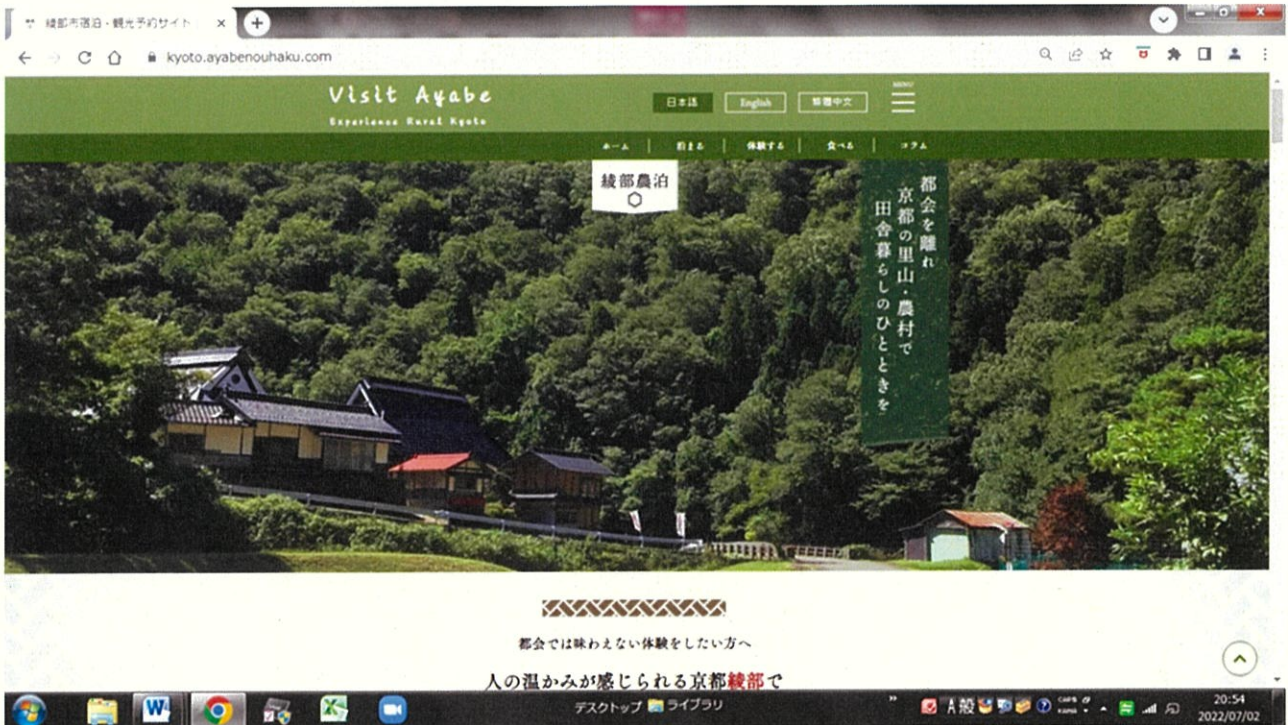 綾部市宿泊・観光予約サイト
kyoto.ayabenouhaku.com
Visit Ayabe
Experience Rural Kyoto
日本語
English
繁體中文
MENU
ホーム
泊まる
体験する
食べる
コラム
綾部農泊
都会を離れ
京都の里山・農村で
田舎暮らしのひとときを
都会では味わえない体験をしたい方へ
人の温かみが感じられる京都綾部で
デスクトップ
ライブラリ
A 般
CAPS
KANA
20:54
2022/07/02